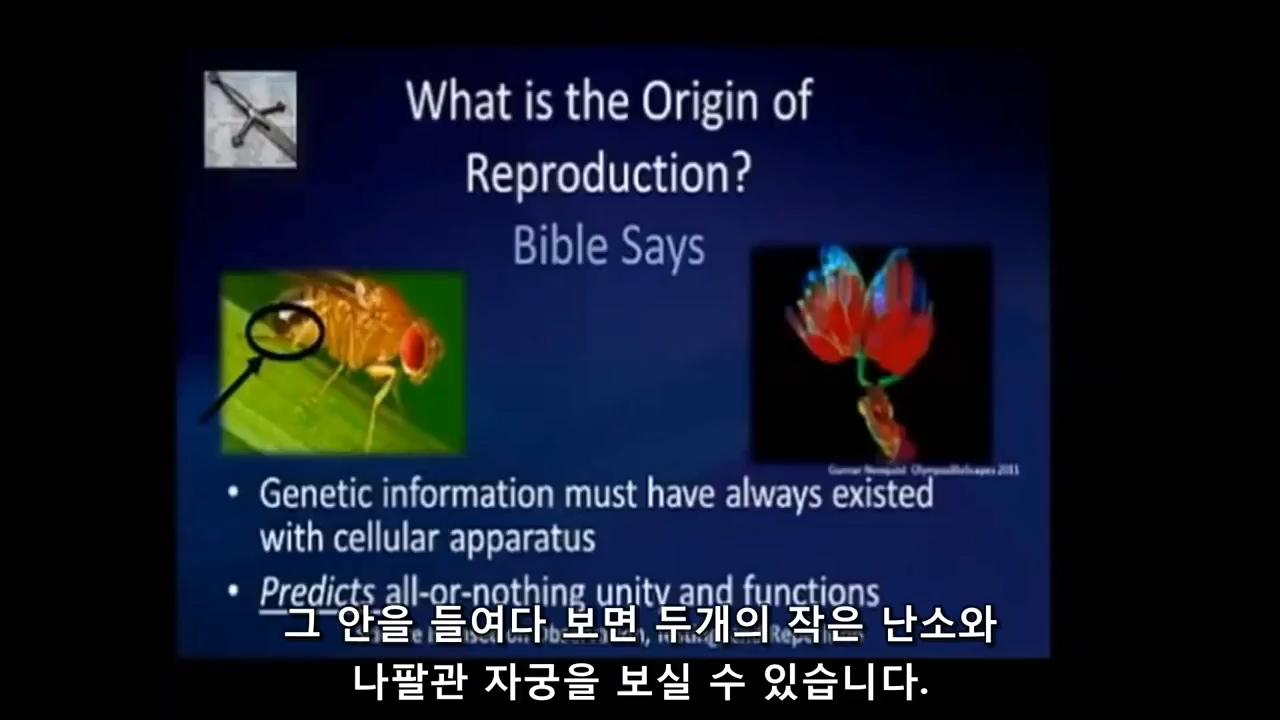 What is the Origin of
Reproduction?
Bible Says
2011
• Genetic information must have always existed
with cellular apparatus
• Predicts all-or-nothing unity and functions
그 안을 들여다 보면 두개의 작은 난소와
나팔관 자궁을 보실 수 있습니다.